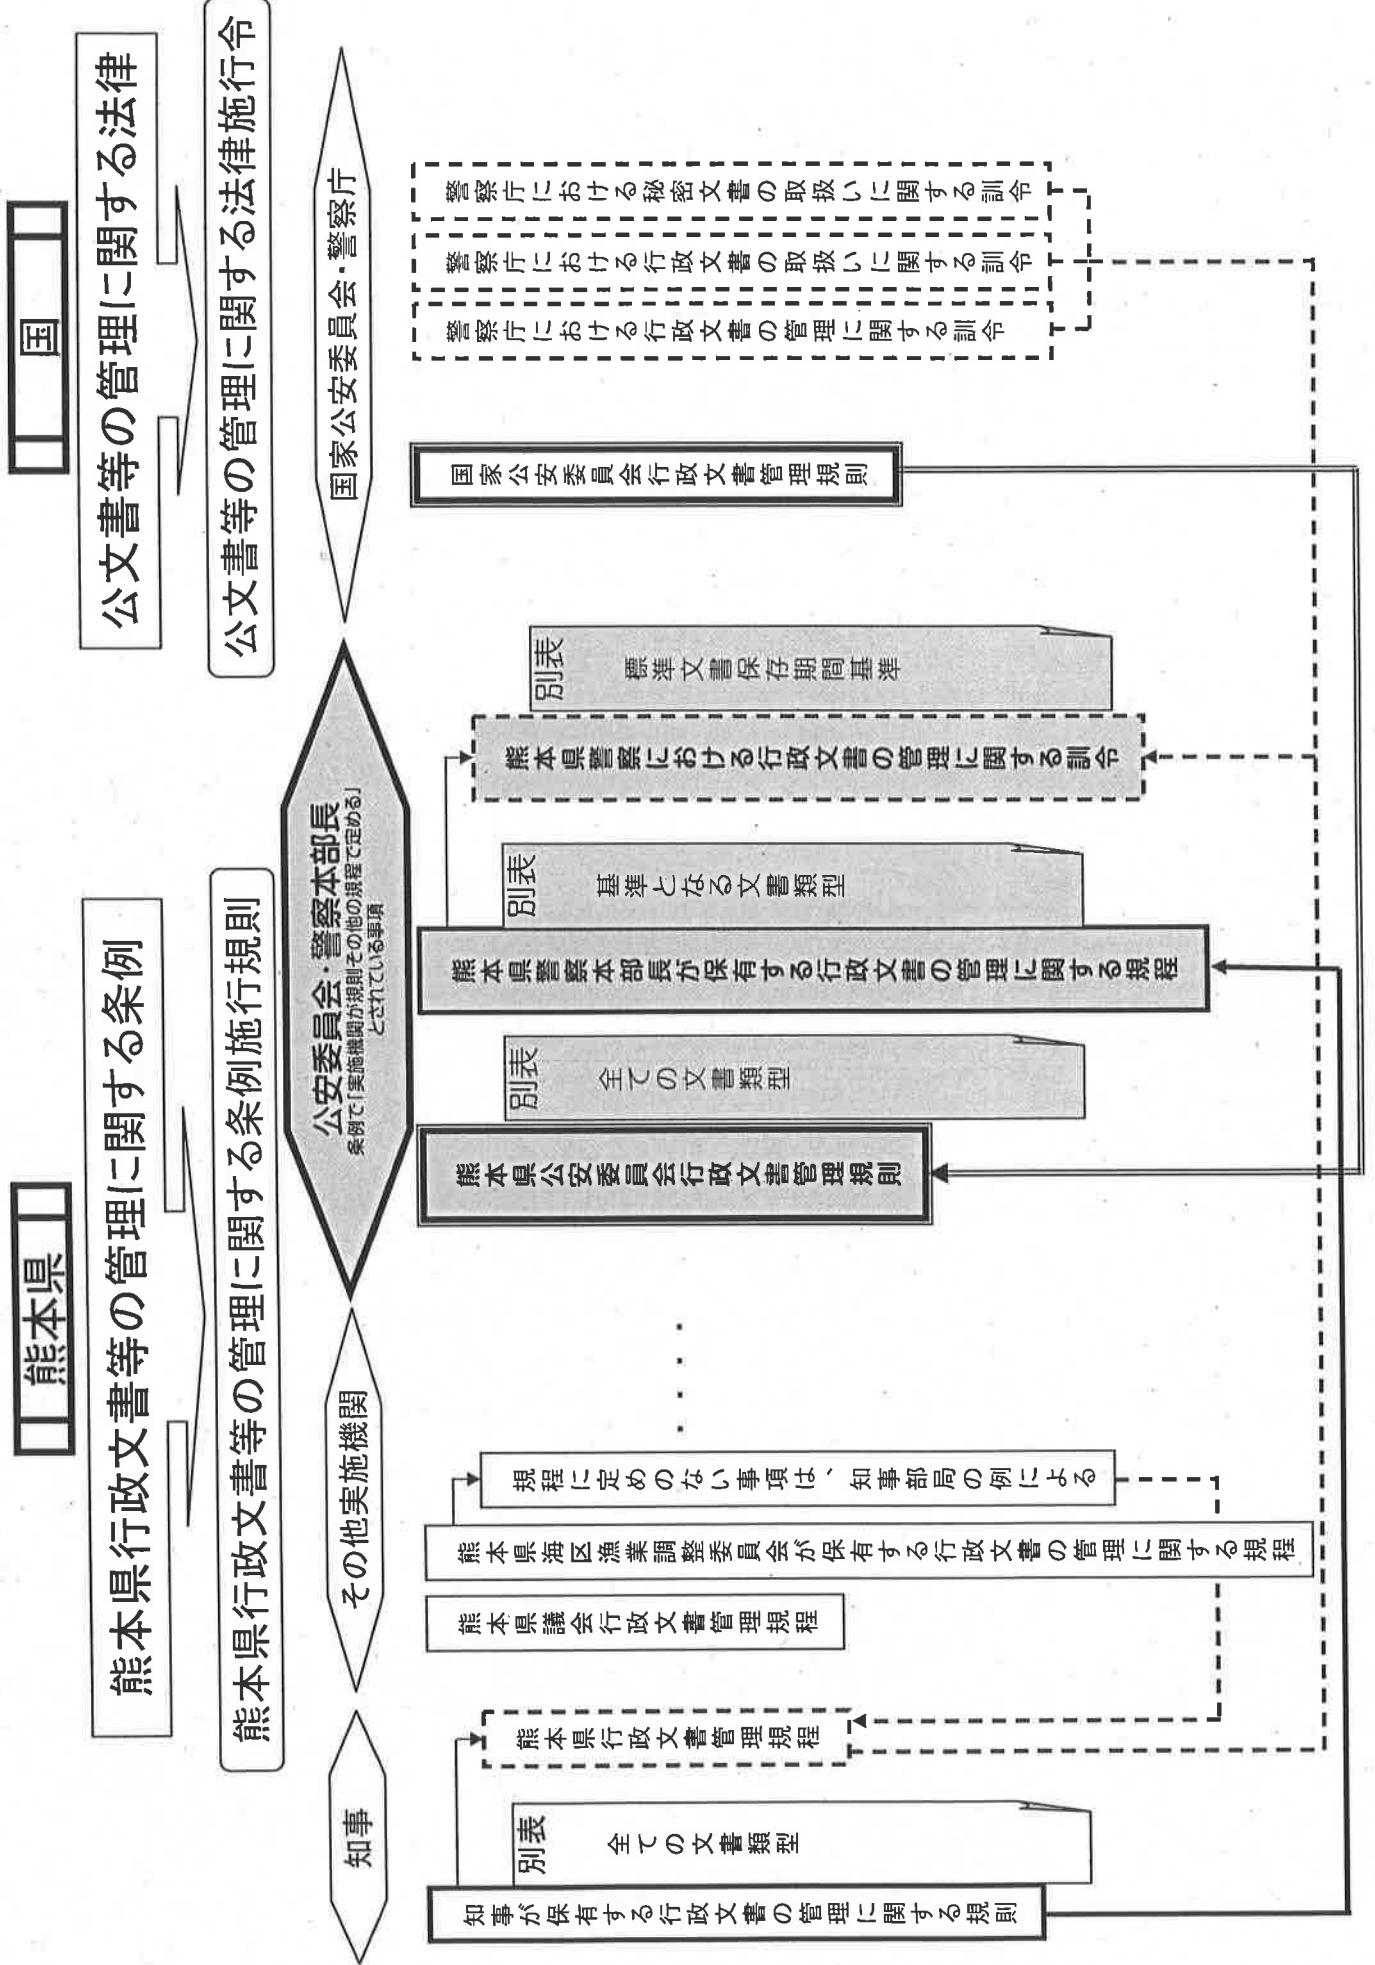 熊本県
熊本県行政文書等の管理に関する条例
熊本県行政文書等の管理に関する条例施行規則
国
公文書等の管理に関する法律
公文書等の管理に関する法律施行令
知事
その他実施機関
公安委員会・警察本部長
条例で「実施機関が規則その他の規程で定める」
とされている事項
国家公安委員会・警察庁
知事が保有する行政文書の管理に関する規則
別表
全ての文書類型
熊本県行政文書管理規程
熊本県議会行政文書管理規程
熊本県海区漁業調整委員会が保有する行政文書の管理に関する規程
規程に定めのない事項は、知事部局の例による
・・・・
熊本県公安委員会行政文書管理規則
別表
全ての文書類型
熊本県警察本部長が保有する行政文書の管理に関する規程
別表
基準となる文書類型
熊本県警察における行政文書の管理に関する訓令
別表
標準文書保存期間基準
国家公安委員会行政文書管理規則
警察庁における行政文書の管理に関する訓令
警察庁における行政文書の取扱いに関する訓令
警察庁における秘密文書の取扱いに関する訓令